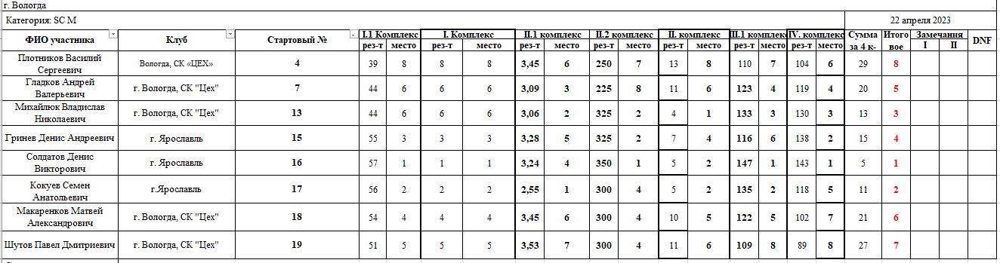 г. Вологда
Категория: SC M 22 апреля 2023
ФИО участника Клуб Стартовый № I.1 Комплекс I. Комплекс II.1 комплекс II.2 комплекс II. комплекс III.1 комплекс IV. комплекс Сумма за 4 к- Итого вое Замечания DNF
рез-т место рез-т место рез-т место рез-т место рез-т место рез-т место рез-т место I II
Плотников Василий Сергеевич Вологда, СК «ЦЕХ» 4 39 8 8 8 3,45 6 250 7 13 8 110 7 104 6 29 8
Гладков Андрей Валерьевич г. Вологда, СК "Цех" 7 44 6 6 6 3,09 3 225 8 11 6 123 4 119 4 20 5
Михайлюк Владислав Николаевич г. Вологда, СК "Цех" 13 44 6 6 6 3,06 2 325 2 4 1 133 3 130 3 13 3
Гринев Денис Андреевич г. Ярославль 15 55 3 3 3 3,28 5 325 2 7 4 116 6 138 2 15 4
Солдатов Денис Викторович г. Ярославль 16 57 1 1 1 3,24 4 350 1 5 2 147 1 143 1 5 1
Кокуев Семен Анатольевич г.Ярославль 17 56 2 2 2 2,55 1 300 4 5 2 135 2 118 5 11 2
Макаренков Матвей Александрович г. Вологда, СК "Цех" 18 54 4 4 4 3,45 6 300 4 10 5 122 5 102 7 21 6
Шутов Павел Дмитриевич г. Вологда, СК "Цех" 19 51 5 5 5 3,53 7 300 4 11 6 109 8 89 8 27 7